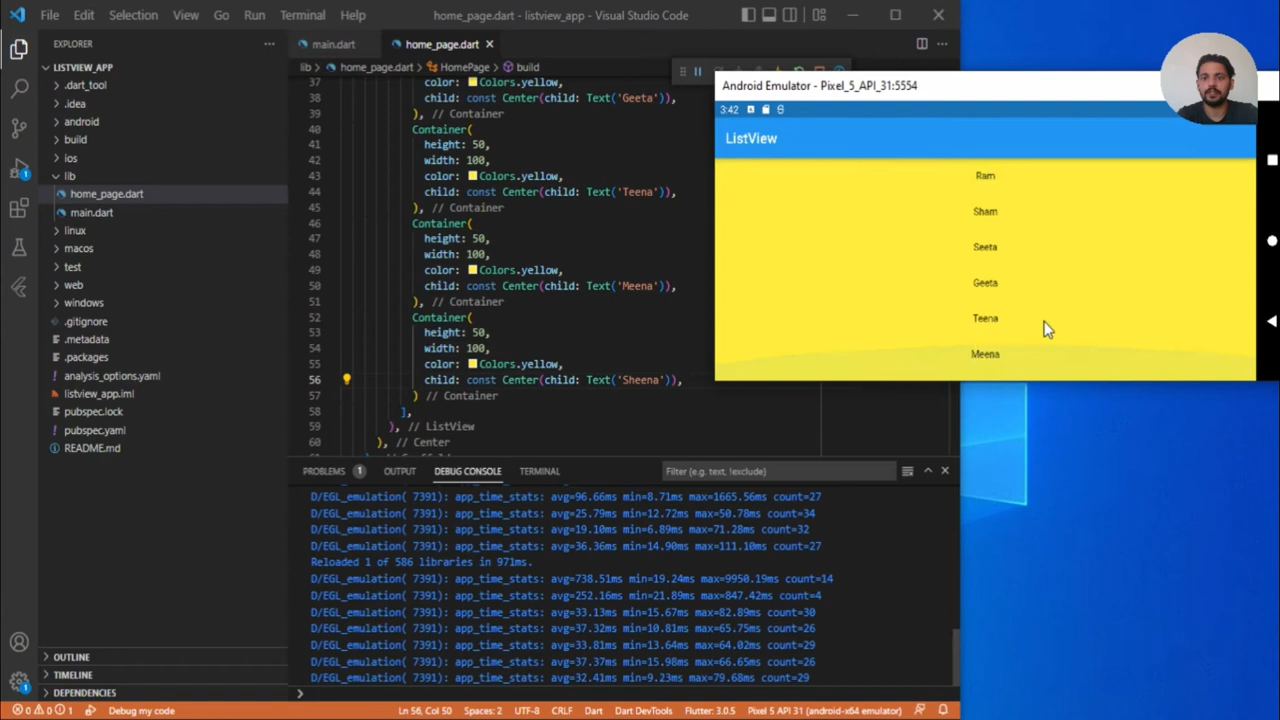 File Edit Selection View Go Run Terminal Help
home_page.dart - listview_app - Visual Studio Code
EXPLORER
LISTVIEW_APP
.dart_tool
.idea
android
build
ios
lib
home_page.dart
main.dart
linux
macos
test
web
windows
.gitignore
.metadata
.packages
analysis_options.yaml
listview_app.iml
pubspec.lock
pubspec.yaml
README.md
OUTLINE
TIMELINE
DEPENDENCIES
main.dart
home_page.dart
lib > home_page.dart > HomePage > build
37 color: Colors.yellow,
38 child: const Center(child: Text('Geeta')),
39 ), // Container
40 Container(
41 height: 50,
42 width: 100,
43 color: Colors.yellow,
44 child: const Center(child: Text('Teena')),
45 ), // Container
46 Container(
47 height: 50,
48 width: 100,
49 color: Colors.yellow,
50 child: const Center(child: Text('Meena')),
51 ), // Container
52 Container(
53 height: 50,
54 width: 100,
55 color: Colors.yellow,
56 child: const Center(child: Text('Sheena')),
57 ) // Container
58 ],
59 ), // ListView
60 ), // Center
PROBLEMS 1 OUTPUT DEBUG CONSOLE TERMINAL
Filter (e.g. text, !exclude)
D/EGL_emulation( 7391): app_time_stats: avg=96.66ms min=8.71ms max=1665.56ms count=27
D/EGL_emulation( 7391): app_time_stats: avg=25.79ms min=12.72ms max=50.78ms count=34
D/EGL_emulation( 7391): app_time_stats: avg=19.10ms min=6.89ms max=71.28ms count=32
D/EGL_emulation( 7391): app_time_stats: avg=36.36ms min=14.90ms max=111.10ms count=27
Reloaded 1 of 586 libraries in 971ms.
D/EGL_emulation( 7391): app_time_stats: avg=738.51ms min=19.24ms max=9950.19ms count=14
D/EGL_emulation( 7391): app_time_stats: avg=252.16ms min=21.89ms max=847.42ms count=4
D/EGL_emulation( 7391): app_time_stats: avg=33.13ms min=15.67ms max=82.89ms count=30
D/EGL_emulation( 7391): app_time_stats: avg=37.32ms min=10.81ms max=65.75ms count=26
D/EGL_emulation( 7391): app_time_stats: avg=33.81ms min=13.64ms max=64.02ms count=29
D/EGL_emulation( 7391): app_time_stats: avg=37.37ms min=15.98ms max=66.65ms count=26
D/EGL_emulation( 7391): app_time_stats: avg=32.41ms min=9.23ms max=79.68ms count=29
Android Emulator - Pixel_5_API_31:5554
3:42
ListView
Ram
Sham
Seeta
Geeta
Teena
Meena
0 0 1 Debug my code
Ln 56, Col 50 Spaces: 2 UTF-8 CRLF Dart Dart DevTools Flutter: 3.0.5 Pixel 5 API 31 (android-x64 emulator)